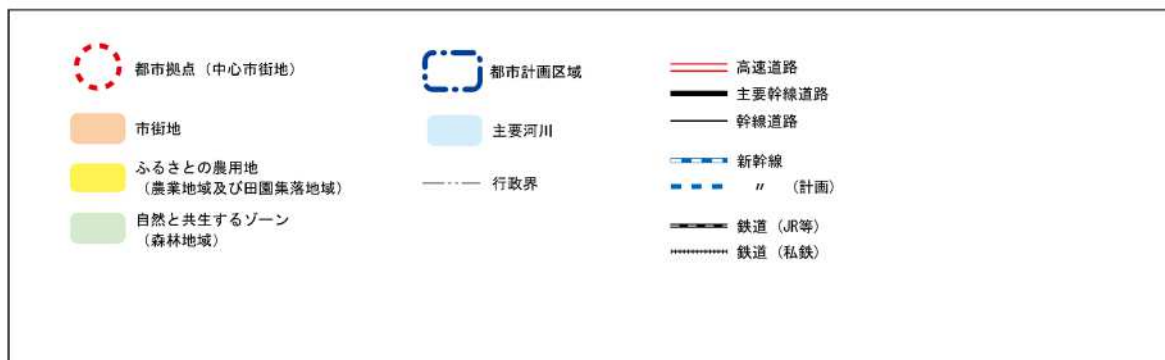 都市拠点（中心市街地）
市街地
ふるさとの農用地
（農業地域及び田園集落地域）
自然と共生するゾーン
（森林地域）
都市計画区域
主要河川
行政界
高速道路
主要幹線道路
幹線道路
新幹線
〃 （計画）
鉄道（JR等）
鉄道（私鉄）